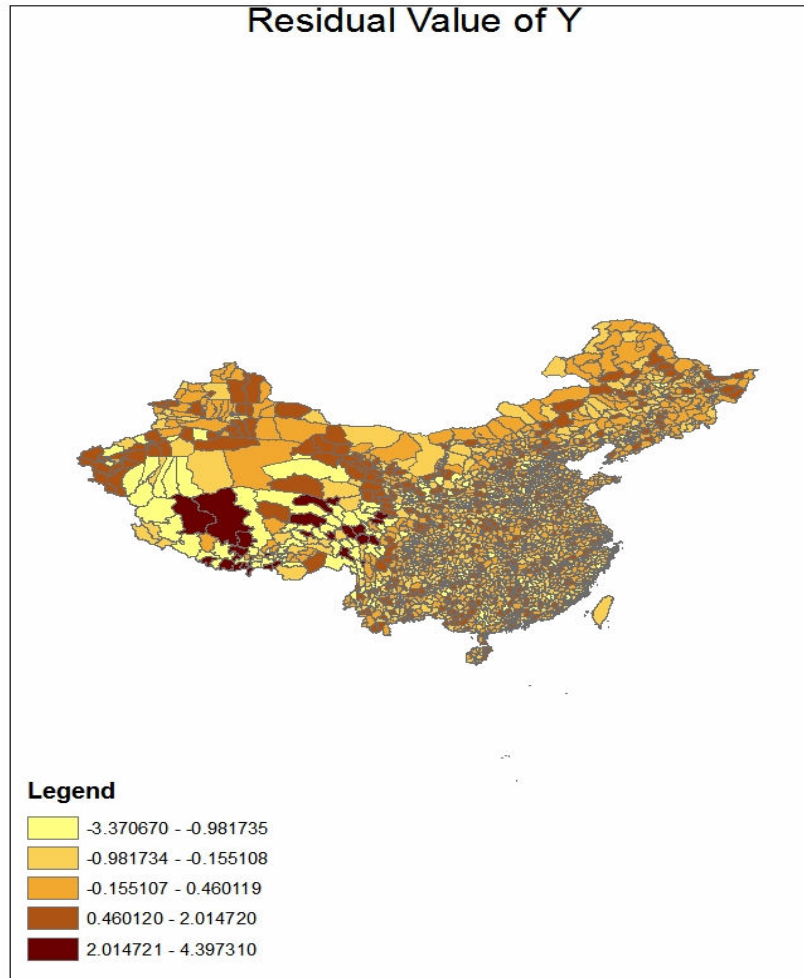 Residual Value of Y
Legend
-3.370670 - -0.981735
-0.981734 - -0.155108
-0.155107 - 0.460119
0.460120 - 2.014720
2.014721 - 4.397310